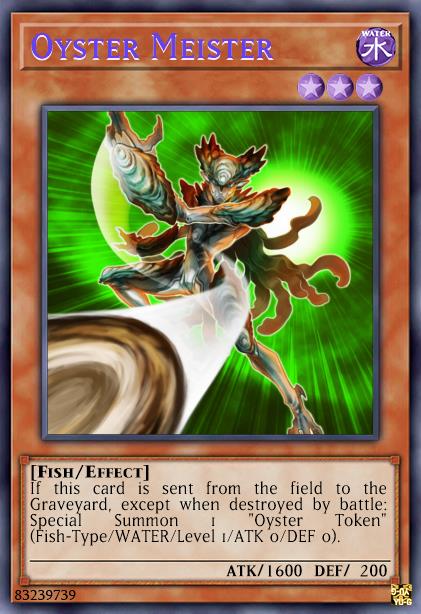 OYSTER MEISTER
WATER
水
[FISH/EFFECT]
If this card is sent from the field to the
Graveyard, except when destroyed by battle:
Special Summon 1 "Oyster Token"
(Fish-Type/WATER/Level 1/ATK 0/DEF 0).
ATK/1600 DEF/ 200
83239739